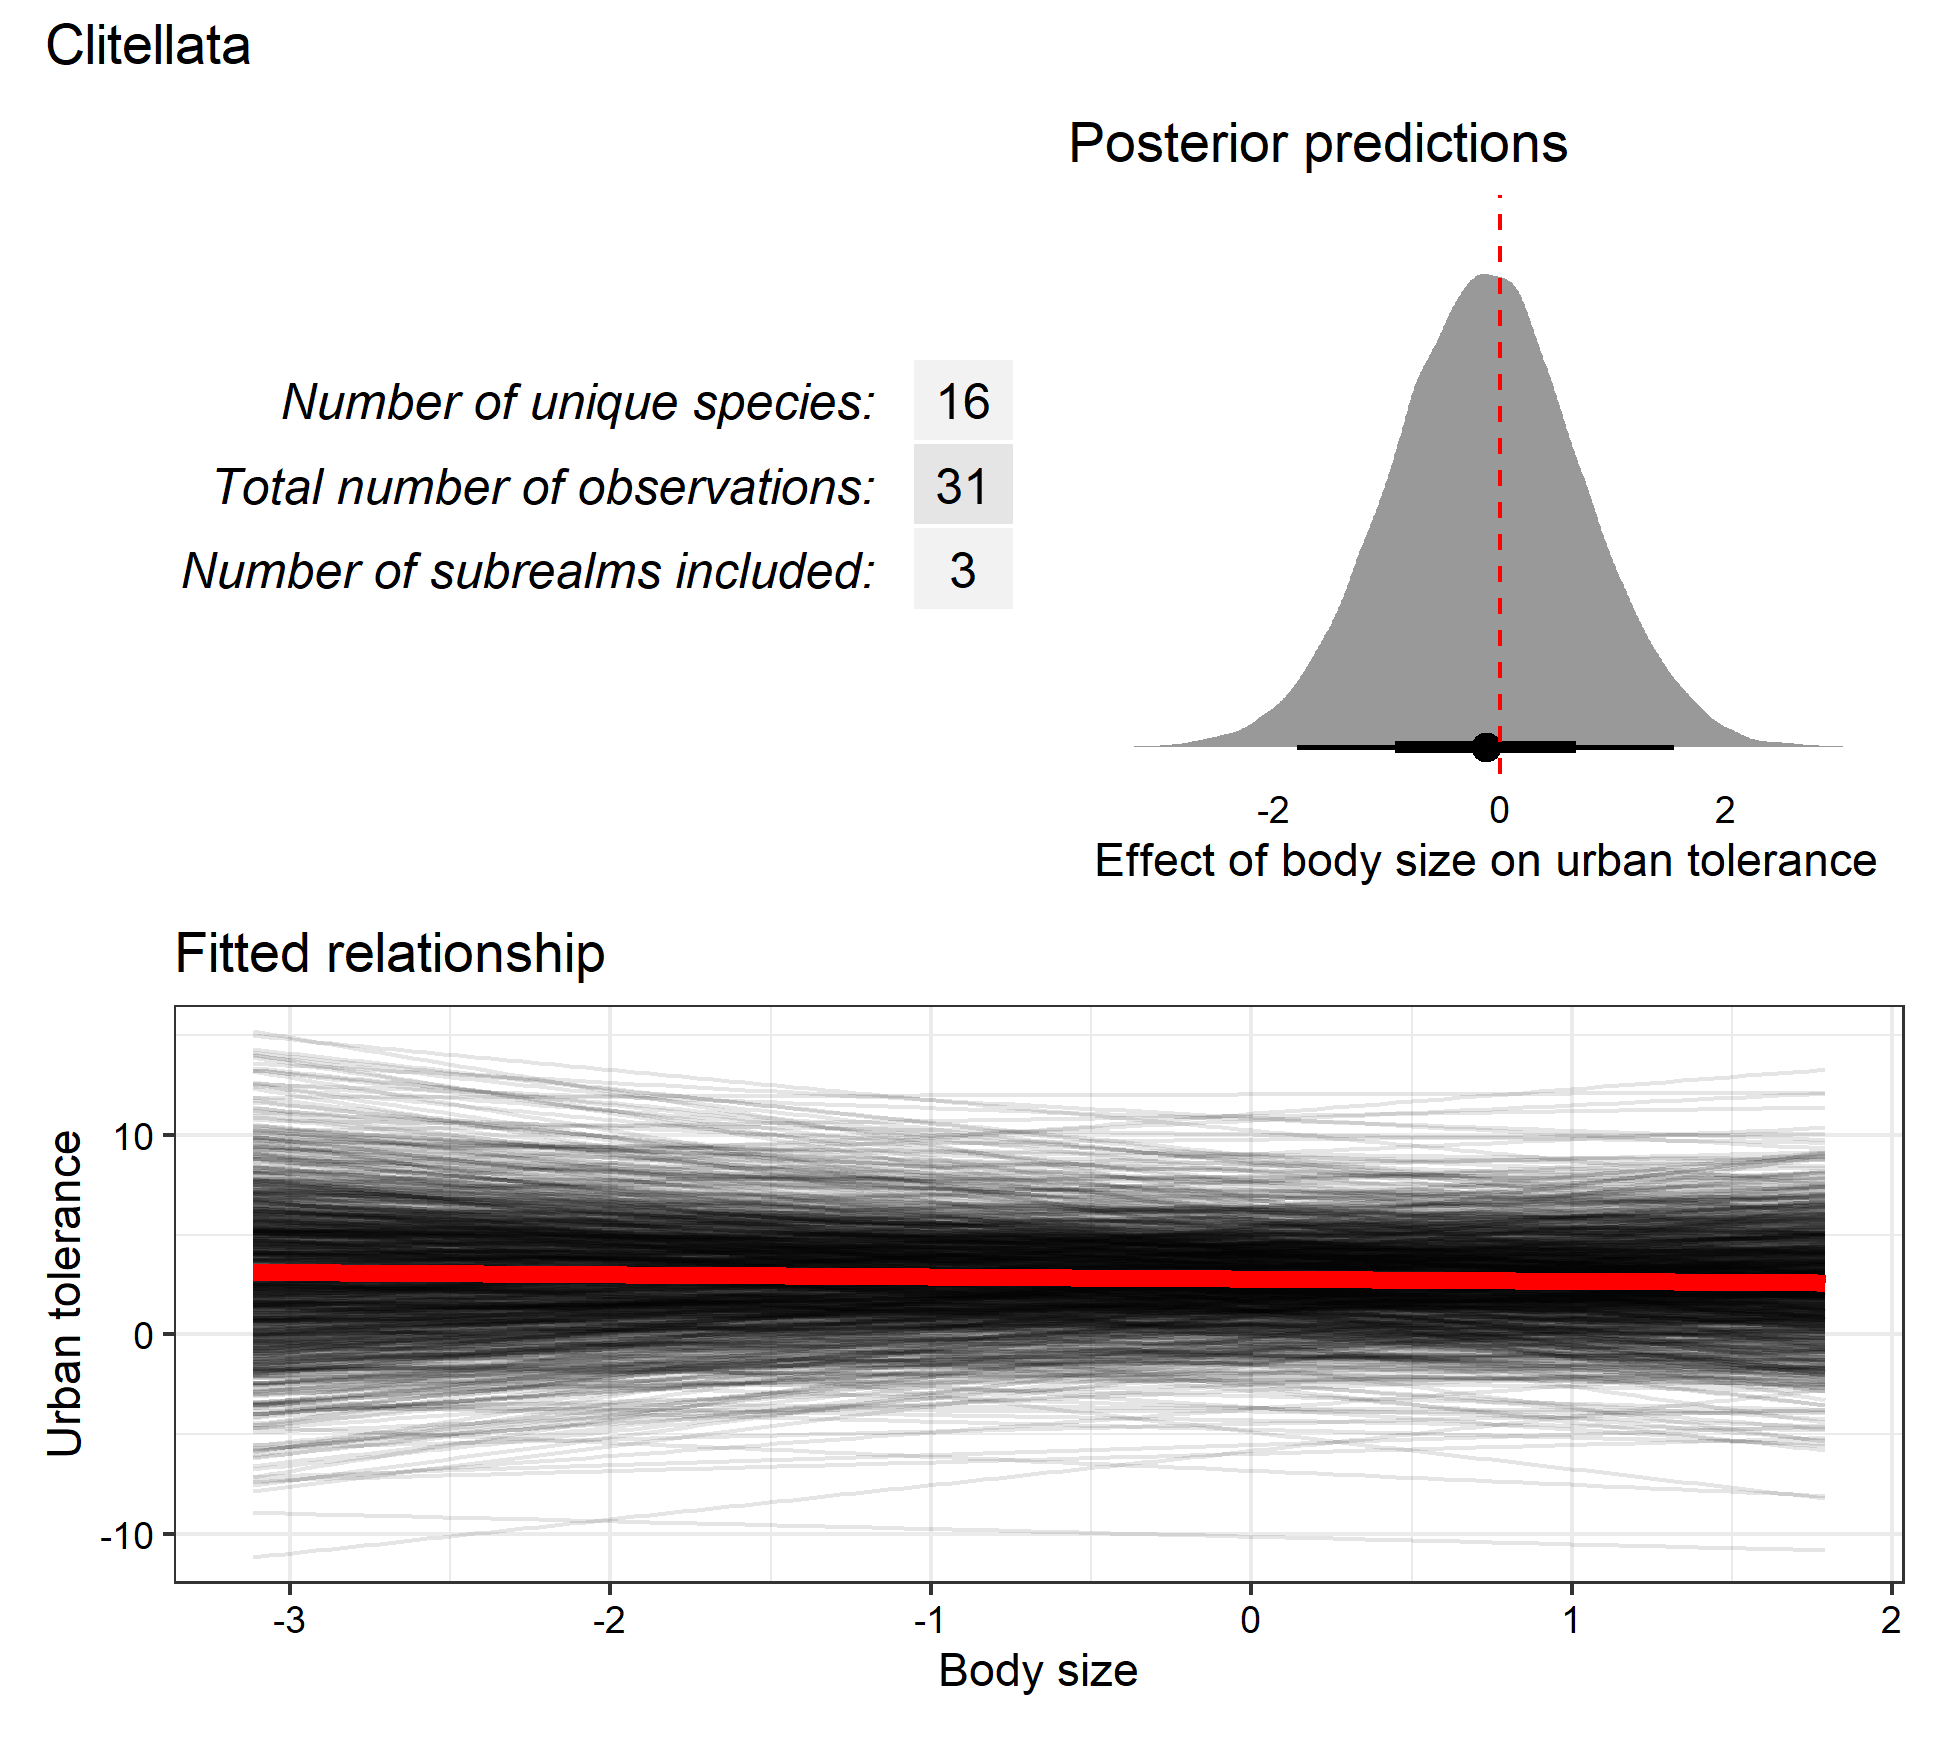 Clitellata
Posterior predictions
Number of unique species: 16
Total number of observations: 31
Number of subrealms included: 3
-2 0 2
Effect of body size on urban tolerance
Fitted relationship
Urban tolerance
10
0
-10
-3 -2 -1 0 1 2
Body size